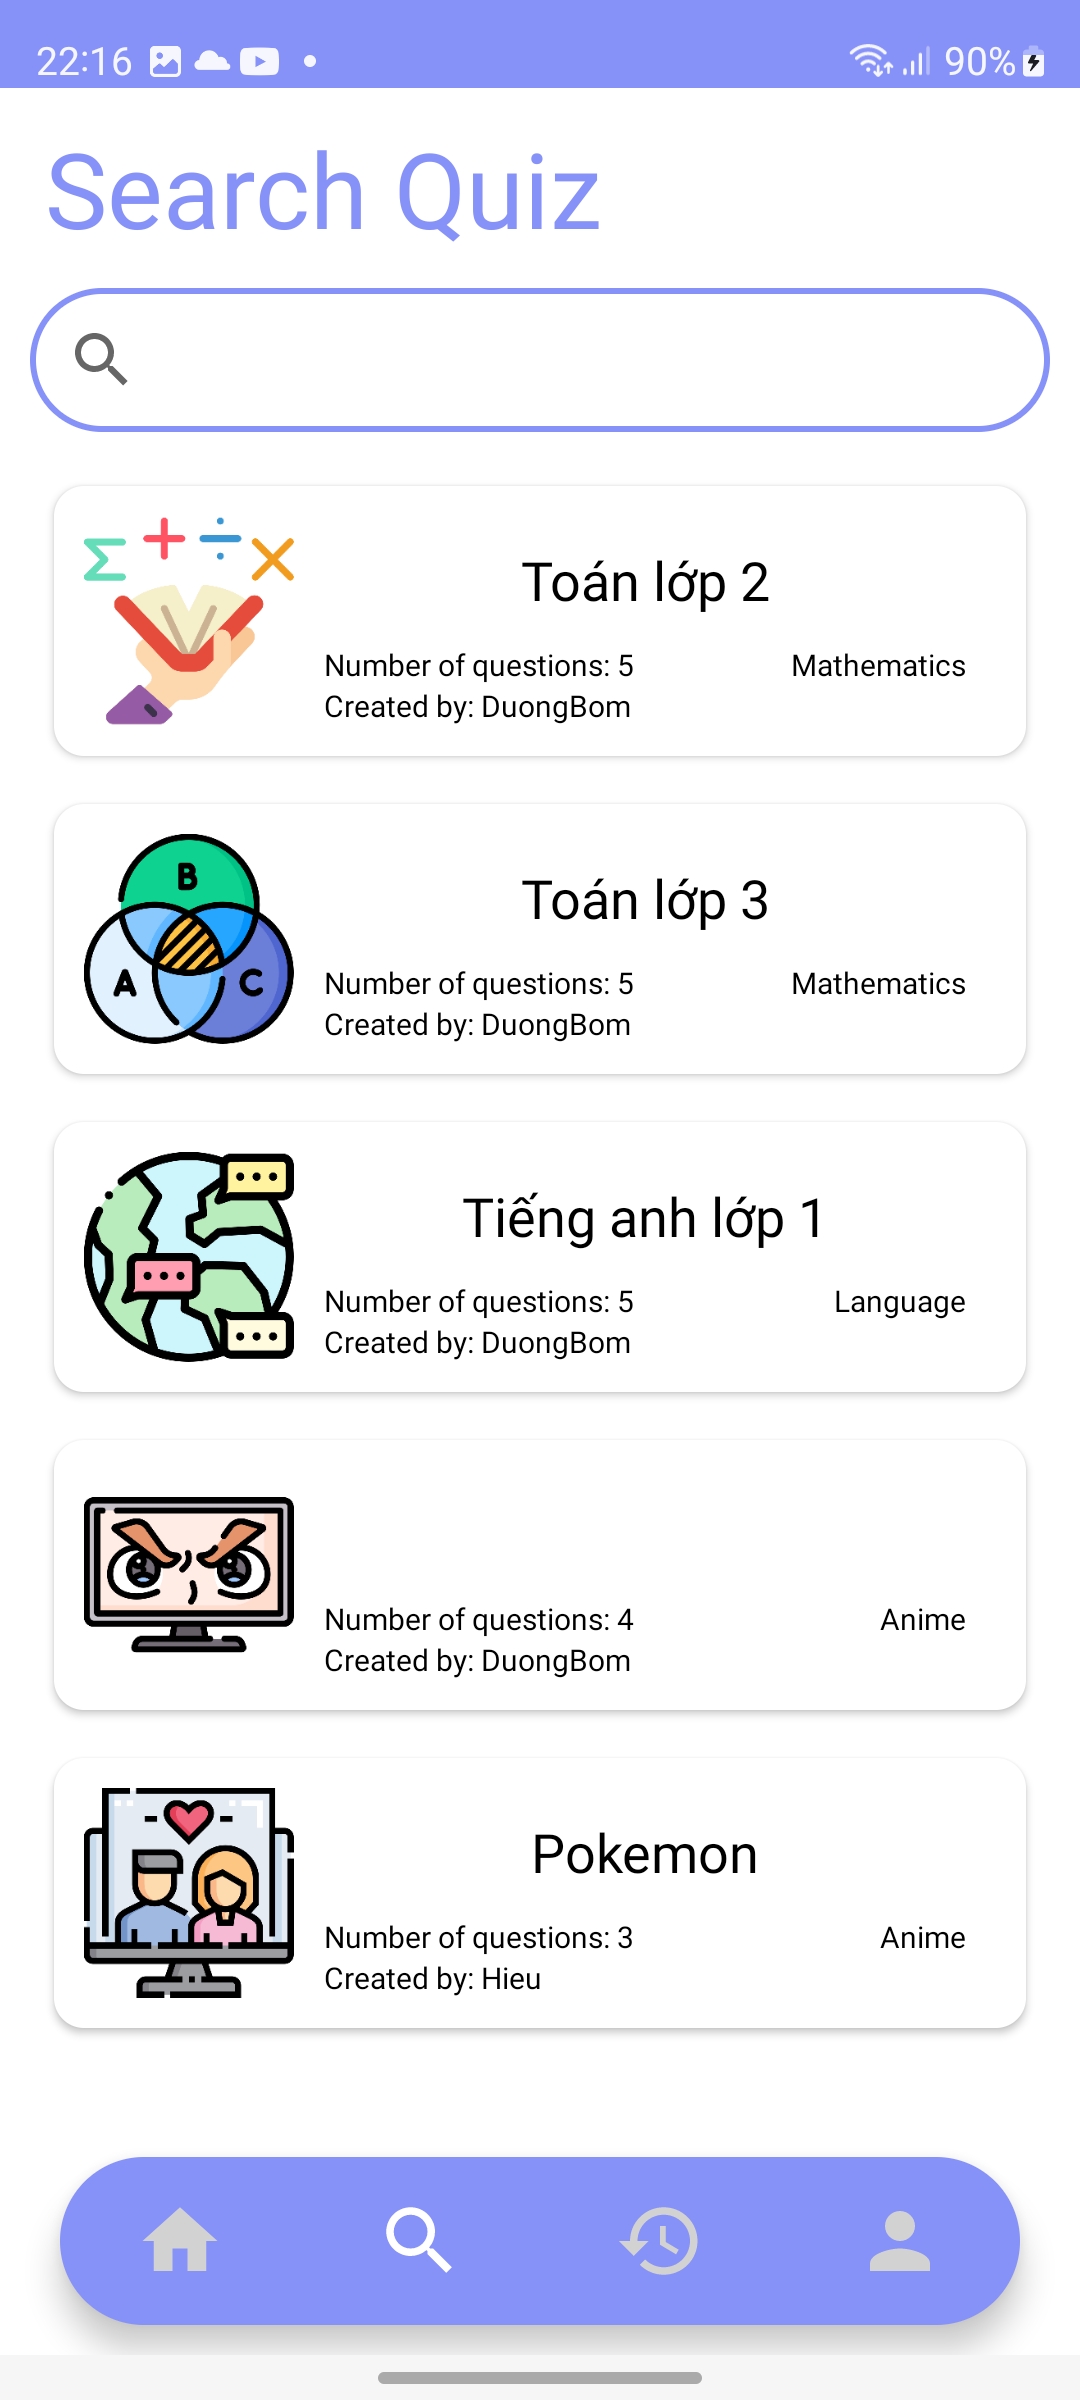 22:16
90%
Search Quiz
Toán lớp 2
Number of questions: 5 Mathematics
Created by: DuongBom
B
A C
Toán lớp 3
Number of questions: 5 Mathematics
Created by: DuongBom
Tiếng anh lớp 1
Number of questions: 5 Language
Created by: DuongBom
Number of questions: 4 Anime
Created by: DuongBom
Pokemon
Number of questions: 3 Anime
Created by: Hieu